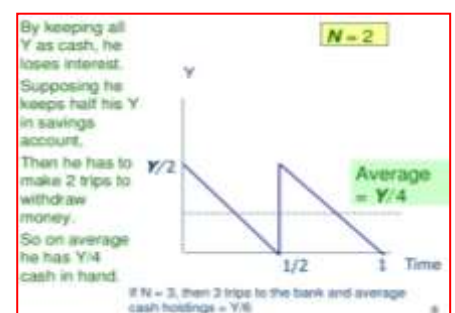 By keeping all
Y as cash, he
loses interest.
Supposing he
keeps half his Y
in savings
account,
Then he has to
make 2 trips to
withdraw
money.
So on average
he has Y/4
cash in hand.
N = 2
Y
Y/2
Average
= Y/4
1/2
1
Time
If N = 3, then 3 trips to the bank and average
cash holdings = Y/6